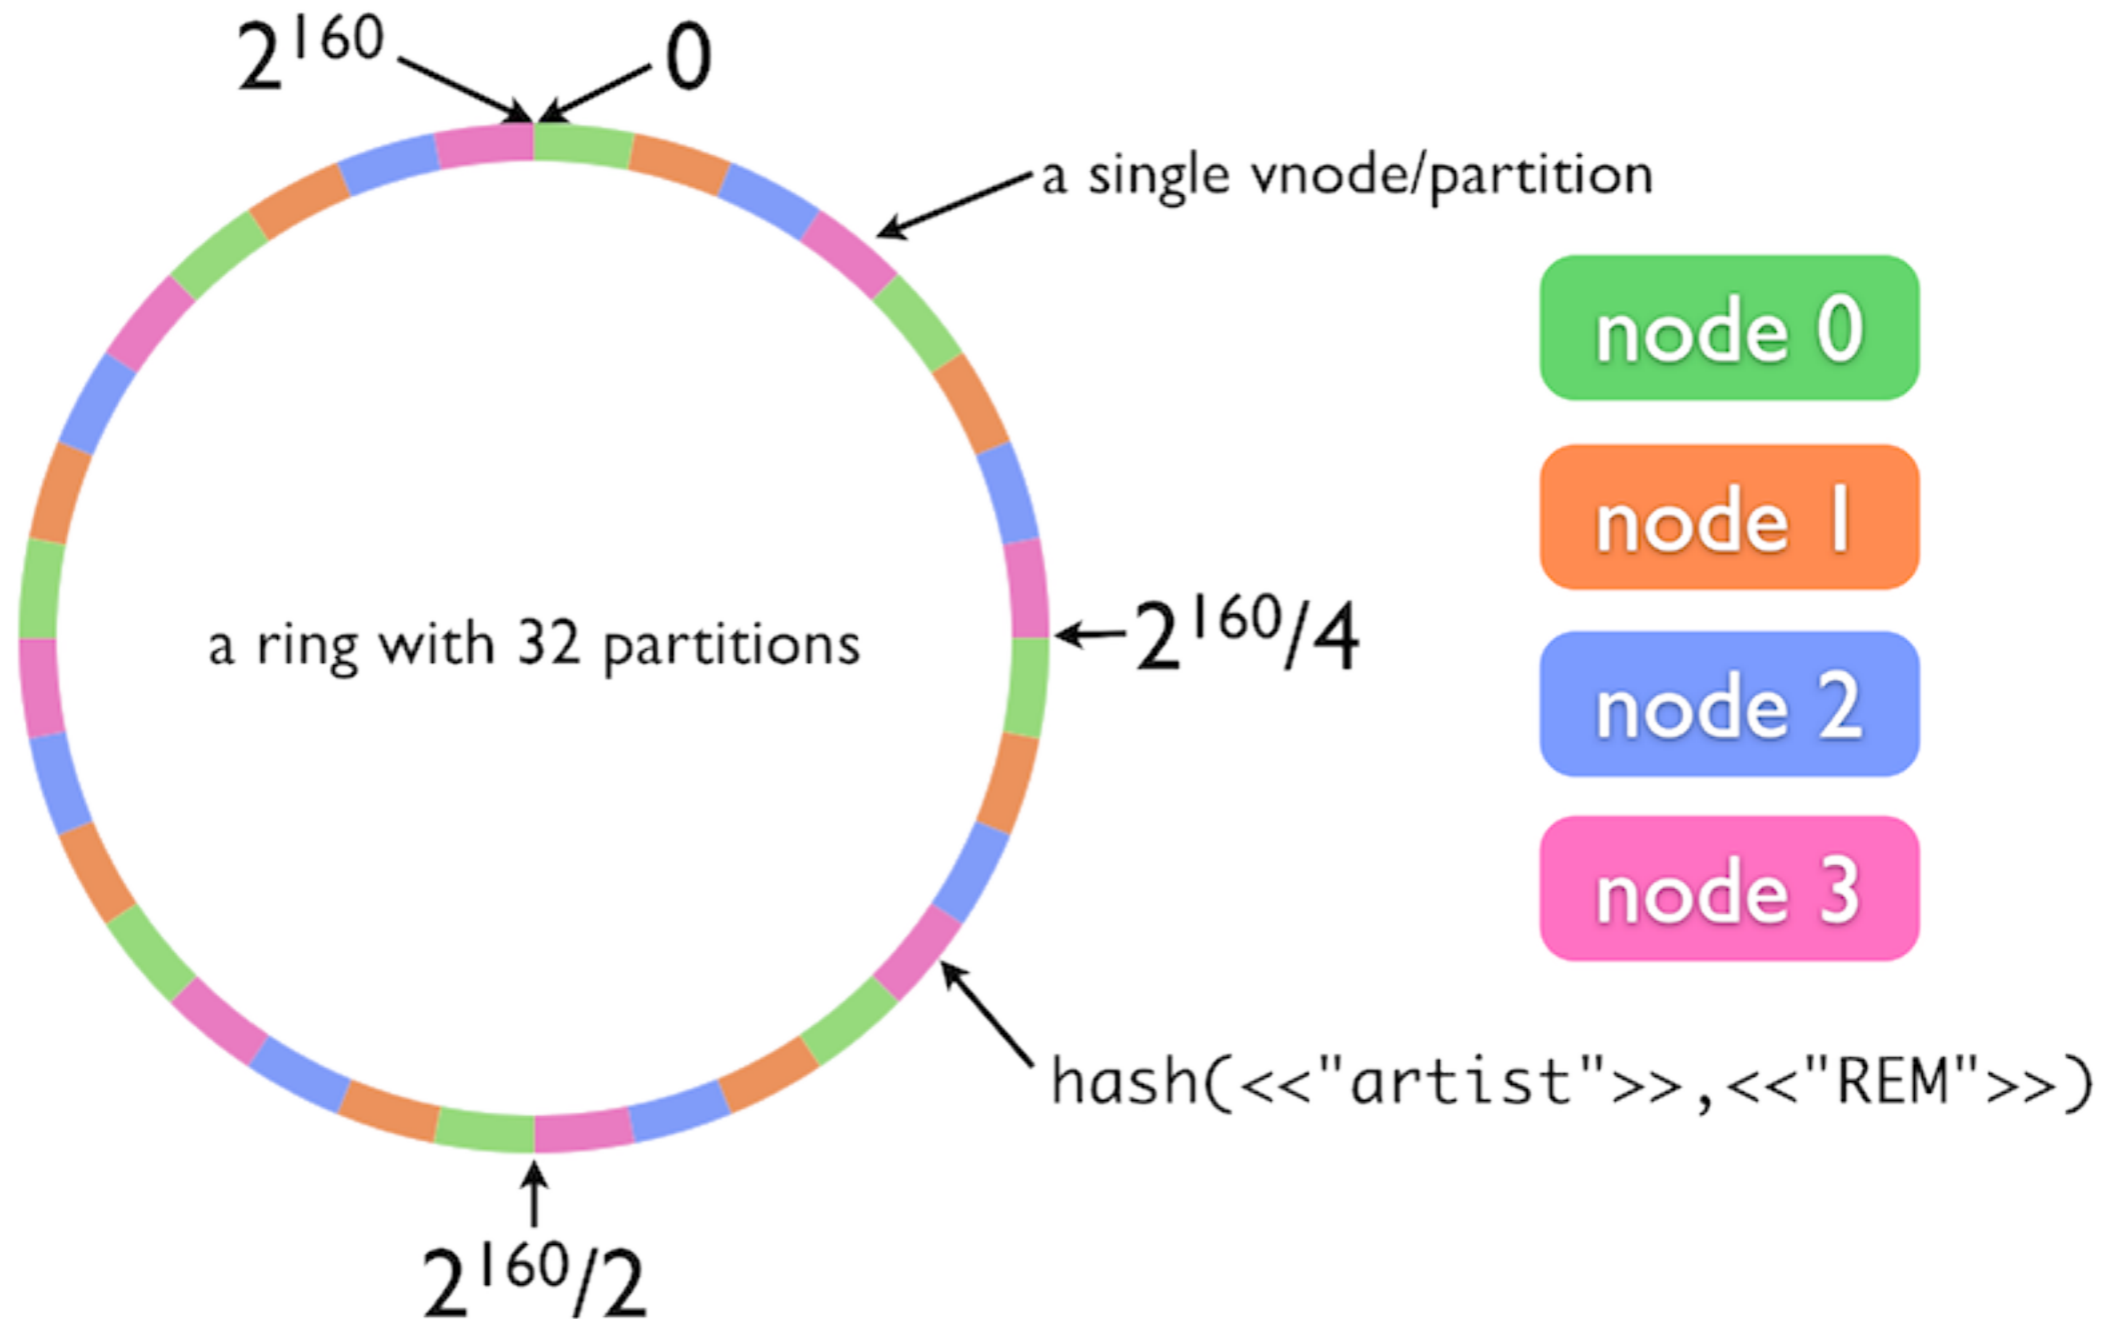 2¹⁶⁰
0
a single vnode/partition
node 0
node 1
node 2
node 3
a ring with 32 partitions
2¹⁶⁰/4
hash(<<"artist">>,<<"REM">>)
2¹⁶⁰/2